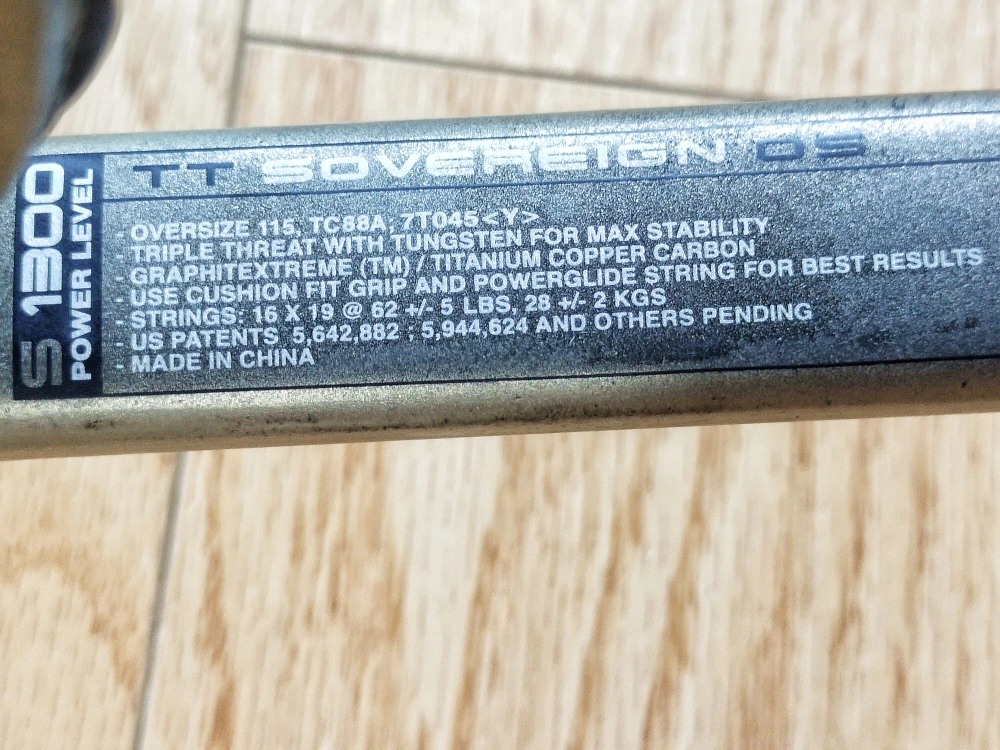 S 1300
POWER LEVEL
TT SOVEREIGN OS
OVERSIZE 115, TC88A, 7T045<Y>
- TRIPLE THREAT WITH TUNGSTEN FOR MAX STABILITY
GRAPHITEXTREME (TM) / TITANIUM COPPER CARBON
- USE CUSHION FIT GRIP AND POWERGLIDE STRING FOR BEST RESULTS
- STRINGS: 16 X 19 @ 62 +/- 5 LBS, 28 +/- 2 KGS
- US PATENTS 5,642,882 ; 5,944,624 AND OTHERS PENDING
- MADE IN CHINA